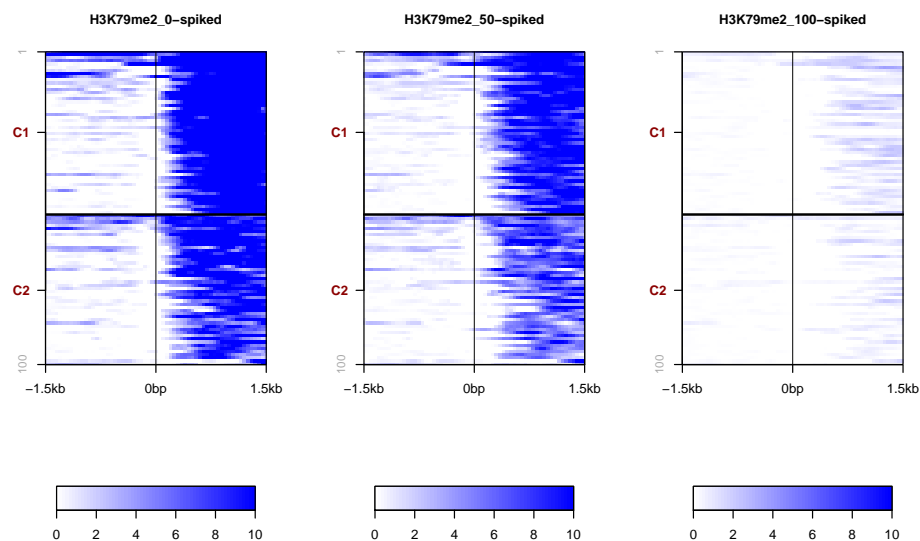 H3K79me2_0−spiked H3K79me2_50−spiked H3K79me2_100−spiked
1 1 1
C1 C1 C1
C2 C2 C2
100 100 100
−1.5kb 0bp 1.5kb −1.5kb 0bp 1.5kb −1.5kb 0bp 1.5kb
0 2 4 6 8 10 0 2 4 6 8 10 0 2 4 6 8 10